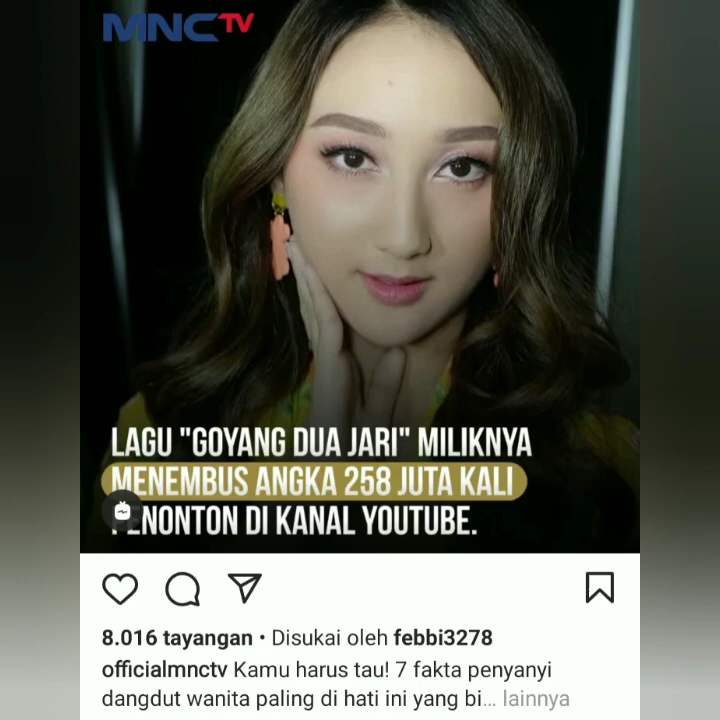 MNCTV
LAGU "GOYANG DUA JARI" MILIKNYA
MENEMBUS ANGKA 258 JUTA KALI
PENONTON DI KANAL YOUTUBE.
8.016 tayangan • Disukai oleh febbi3278
officialmnctv Kamu harus tau! 7 fakta penyanyi
dangdut wanita paling di hati ini yang bi... lainnya